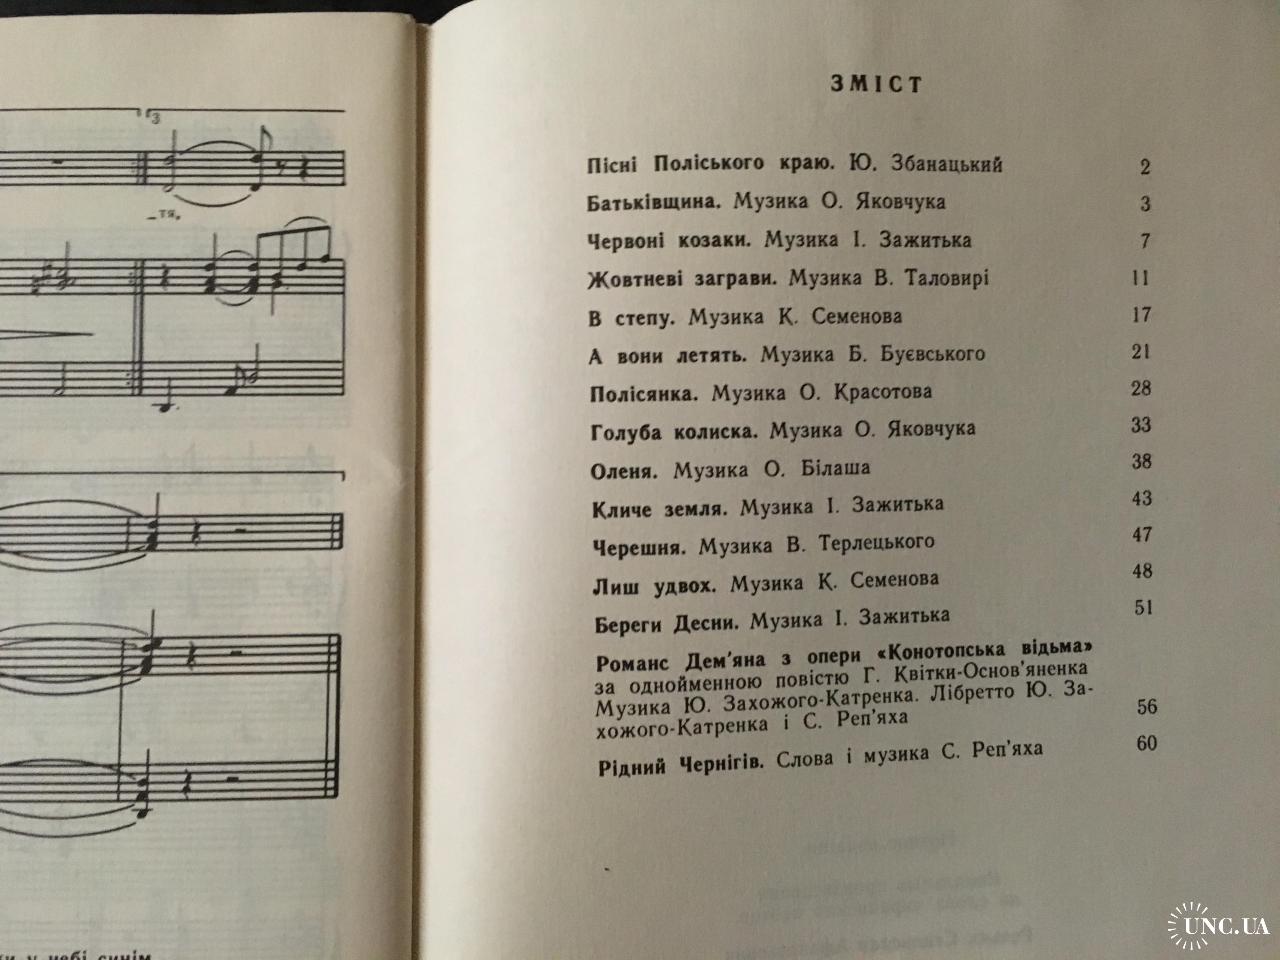 3
–тя,
у небі синім
ЗМІСТ
Пісні Поліського краю. Ю. Збанацький 2
Батьківщина. Музика О. Яковчука 3
Червоні козаки. Музика І. Зажитька 7
Жовтневі заграви. Музика В. Таловирі 11
В степу. Музика К. Семенова 17
А вони летять. Музика Б. Буєвського 21
Полісянка. Музика О. Красотова 28
Голуба колиска. Музика О. Яковчука 33
Оленя. Музика О. Білаша 38
Кличе земля. Музика І. Зажитька 43
Черешня. Музика В. Терлецького 47
Лиш удвох. Музика К. Семенова 48
Береги Десни. Музика І. Зажитька 51
Романс Дем'яна з опери «Конотопська відьма»
за однойменною повістю Г. Квітки-Основ'яненка
Музика Ю. Захожого-Катренка. Лібретто Ю. За-
хожого-Катренка і С. Реп'яха 56
Рідний Чернігів. Слова і музика С. Реп'яха 60
UNC.UA